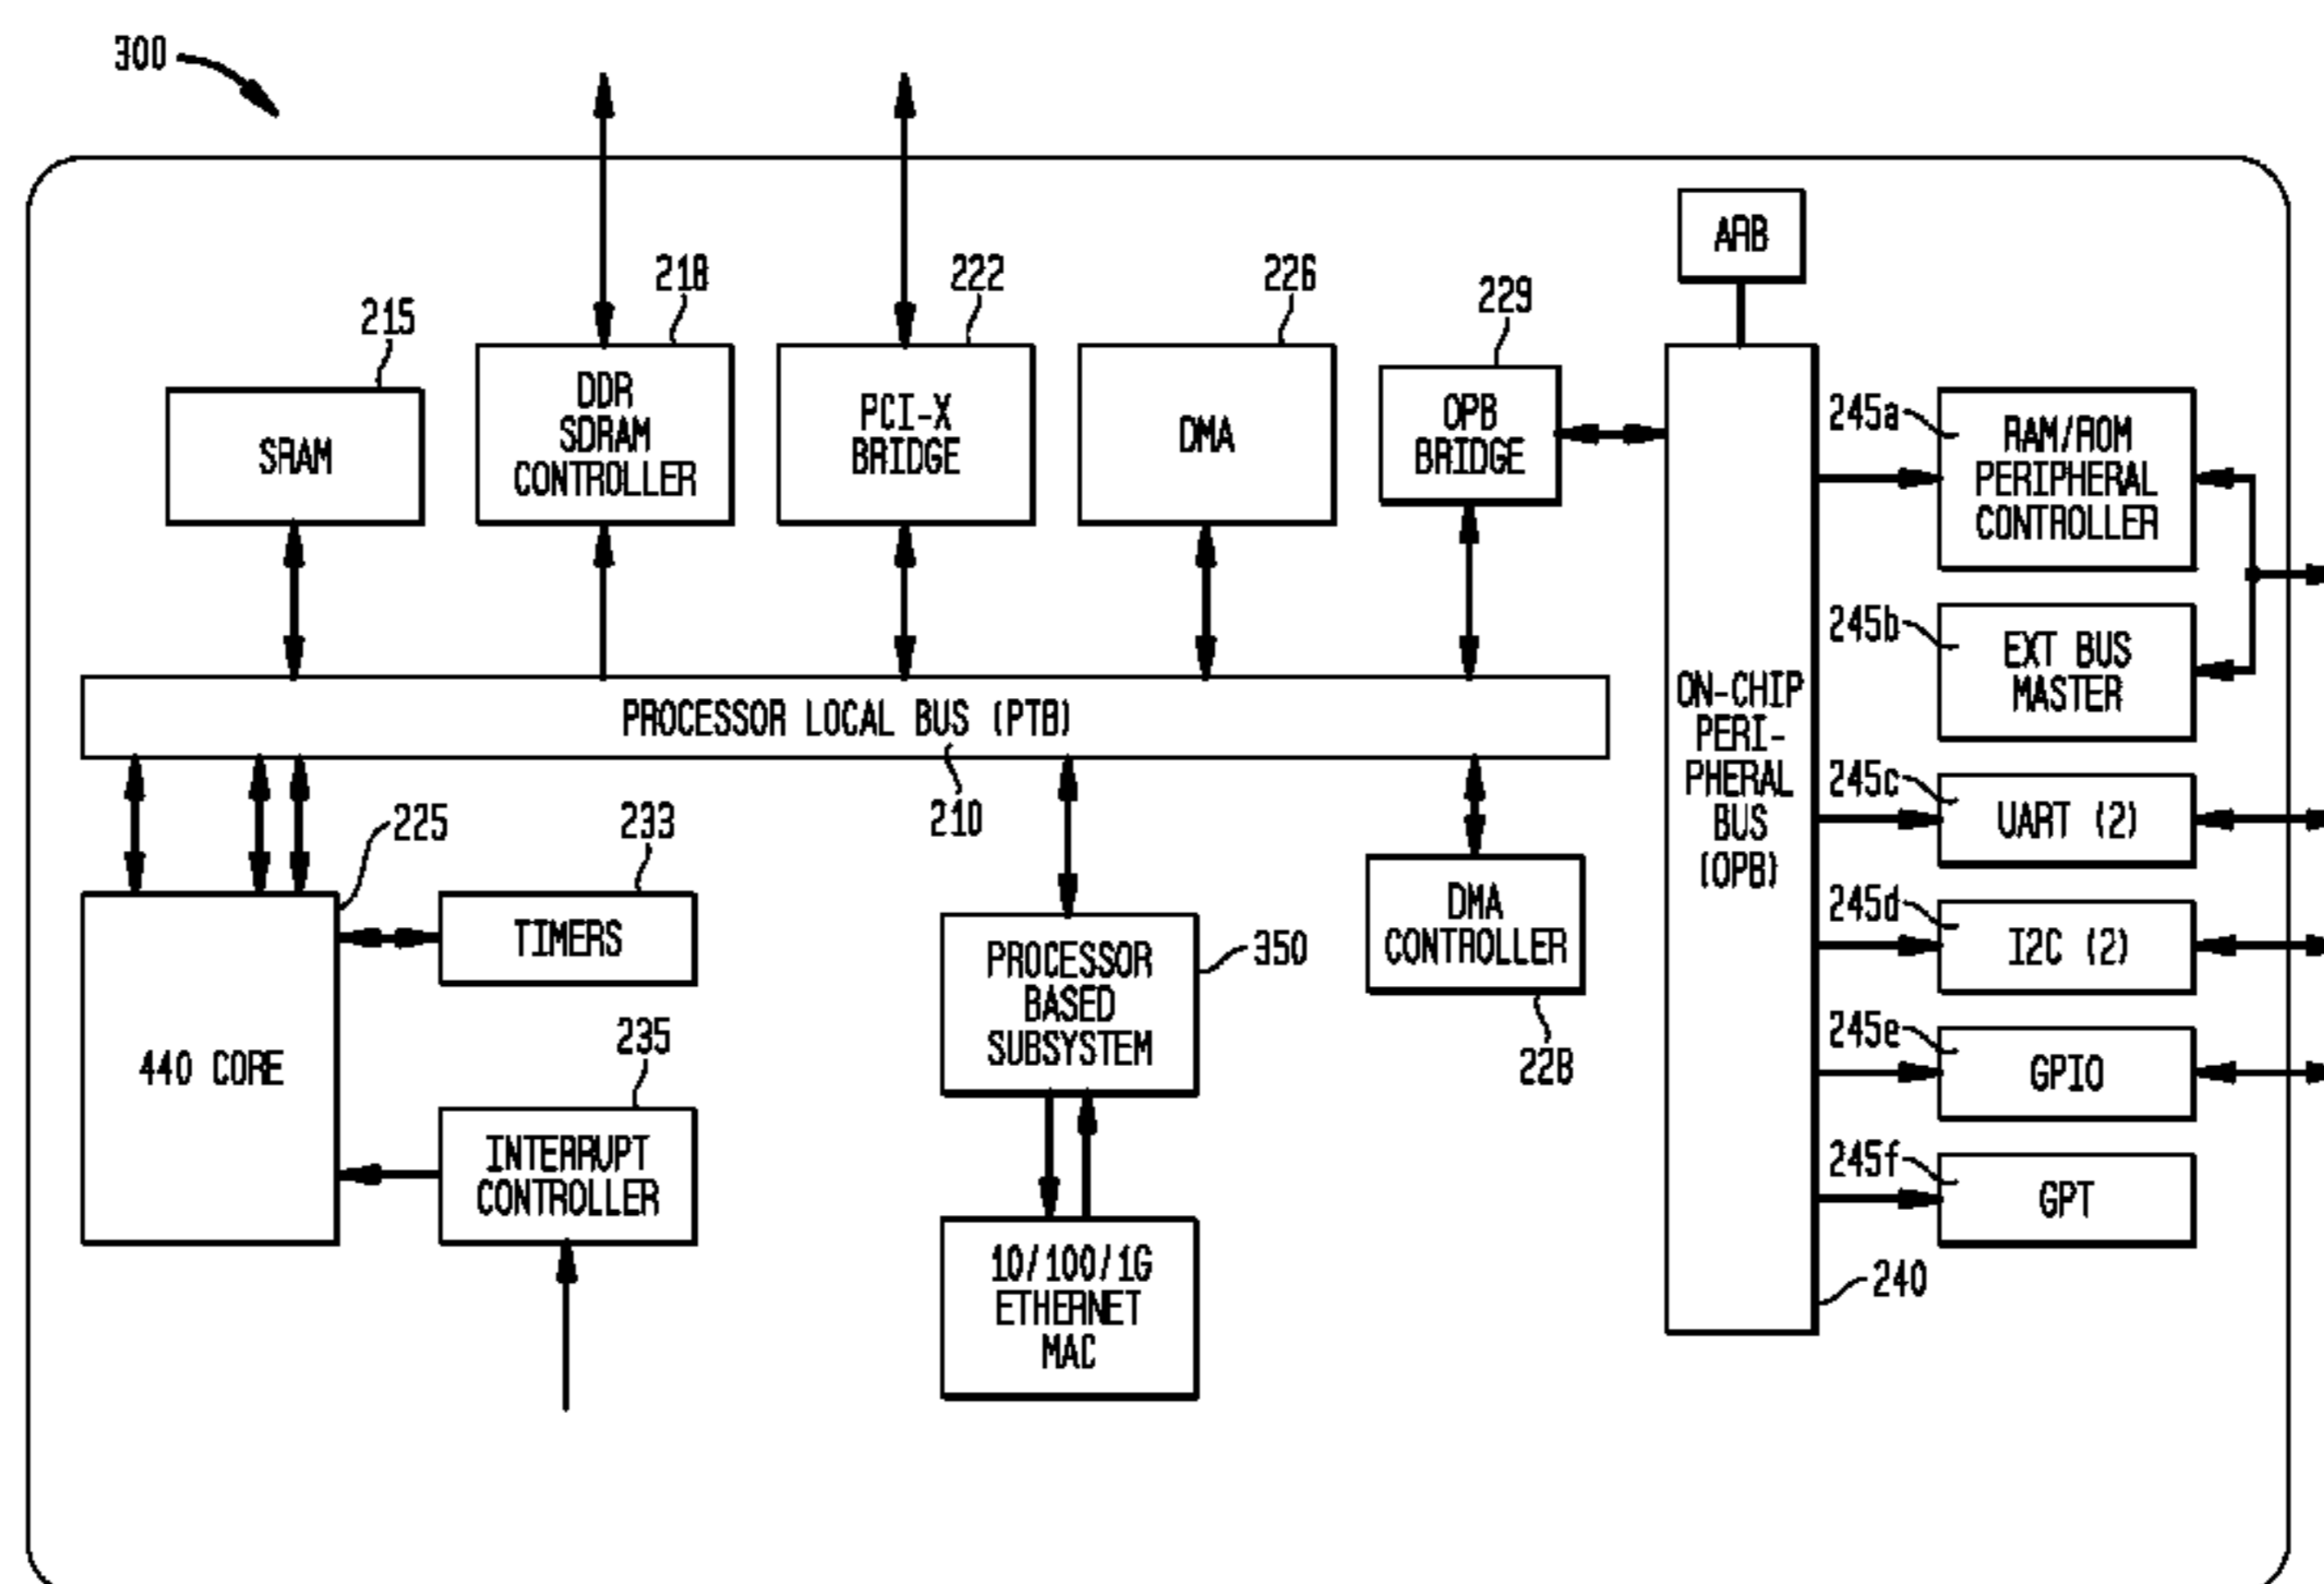 300
ARB
218
222
226
229
215
DDR
SDRAM
CONTROLLER
PCI-X
BRIDGE
DMA
OPB
BRIDGE
SRAM
245a
RAM/ROM
PERIPHERAL
CONTROLLER
245b
EXT BUS
MASTER
PROCESSOR LOCAL BUS (PTB)
210
ON-CHIP
PERI-
PHERAL
BUS
(OPB)
245c
UART (2)
225
233
TIMERS
440 CORE
235
INTERRUPT
CONTROLLER
PROCESSOR
BASED
SUBSYSTEM
350
DMA
CONTROLLER
228
245d
I2C (2)
245e
GPIO
245f
GPT
240
10/100/1G
ETHERNET
MAC